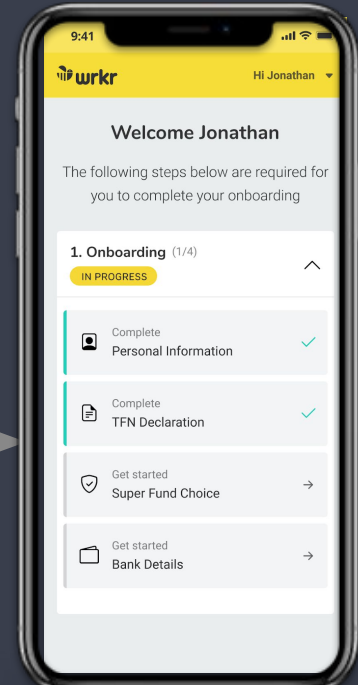 9:41
wrkr
Hi Jonathan
Welcome Jonathan
The following steps below are required for
you to complete your onboarding
1. Onboarding (1/4)
IN PROGRESS
Complete
Personal Information
Complete
TFN Declaration
Get started
Super Fund Choice
Get started
Bank Details